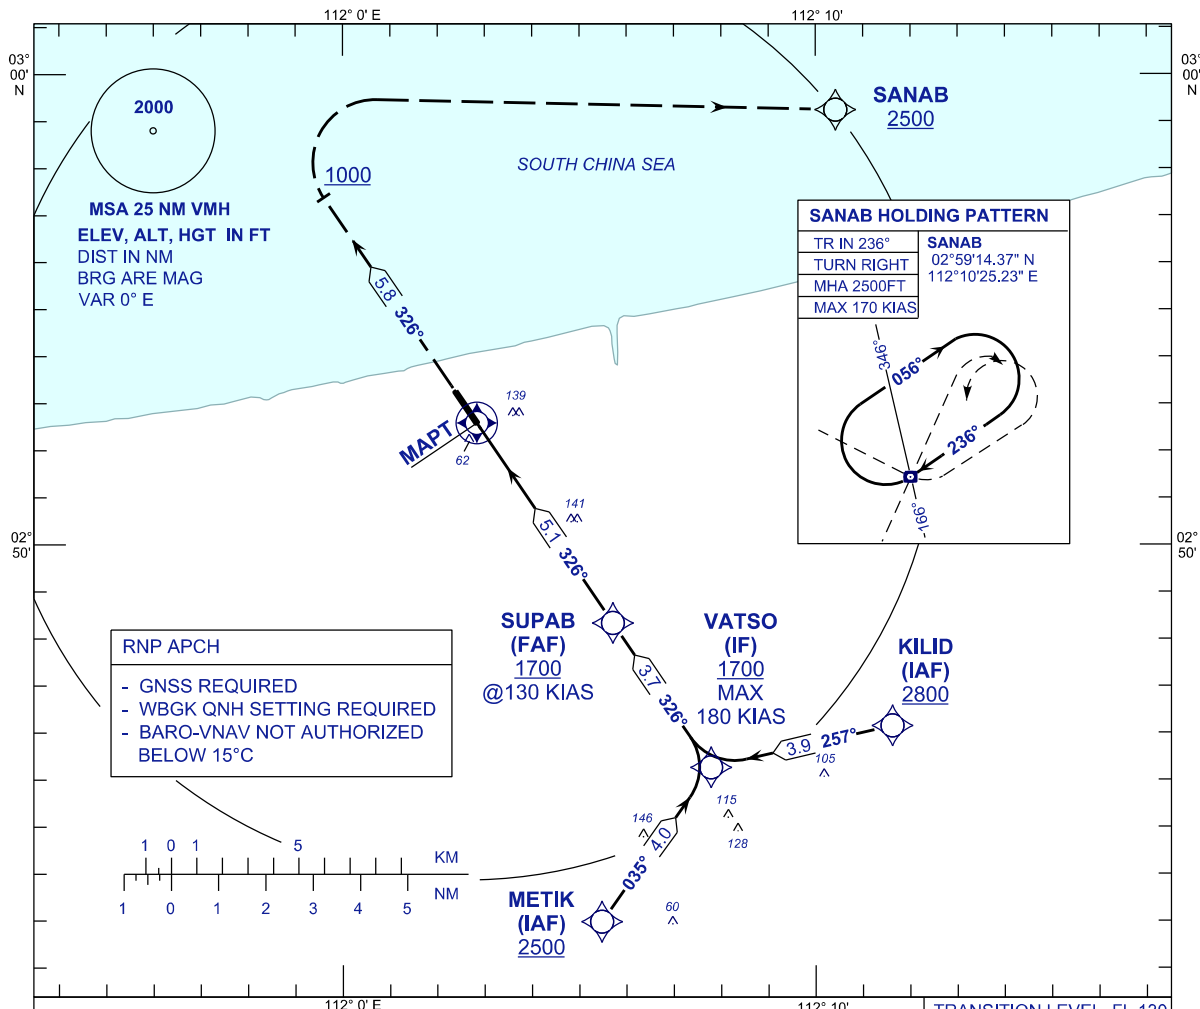 112° 0' E
112° 10'
03°
00'
N
03°
00'
N
2000
SANAB
2500
1000
SOUTH CHINA SEA
MSA 25 NM VMH
ELEV, ALT, HGT IN FT
DIST IN NM
BRG ARE MAG
VAR 0° E
SANAB HOLDING PATTERN
TR IN 236°
TURN RIGHT
MHA 2500FT
MAX 170 KIAS
SANAB
02°59'14.37" N
112°10'25.23" E
346°
056°
236°
166°
5.8 326°
139
MAPT
62
141
5.1 326°
02°
50'
02°
50'
SUPAB
(FAF)
1700
@130 KIAS
VATSO
(IF)
1700
MAX
180 KIAS
KILID
(IAF)
2800
3.7 326°
3.9 257°
105
RNP APCH
- GNSS REQUIRED
- WBGK QNH SETTING REQUIRED
- BARO-VNAV NOT AUTHORIZED
BELOW 15°C
115
128
146
035° 4.0
60
METIK
(IAF)
2500
1 0 1 5
KM
NM
1 0 1 2 3 4 5
112° 0' E
112° 10'
TRANSITION LEVEL FL 130